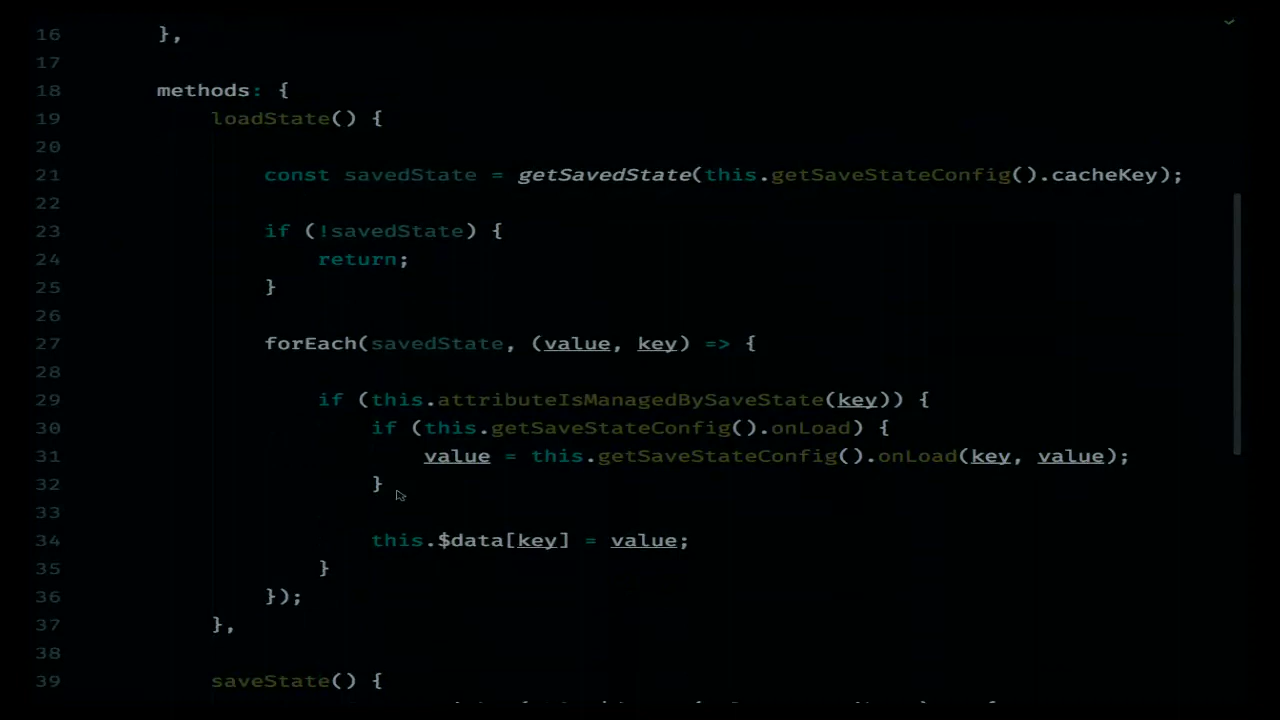 16 },
17
18 methods: {
19 loadState() {
20
21 const savedState = getSavedState(this.getSaveStateConfig().cacheKey);
22
23 if (!savedState) {
24 return;
25 }
26
27 forEach(savedState, (value, key) => {
28
29 if (this.attributeIsManagedBySaveState(key)) {
30 if (this.getSaveStateConfig().onLoad) {
31 value = this.getSaveStateConfig().onLoad(key, value);
32 }
33
34 this.$data[key] = value;
35 }
36 });
37 },
38
39 saveState() {